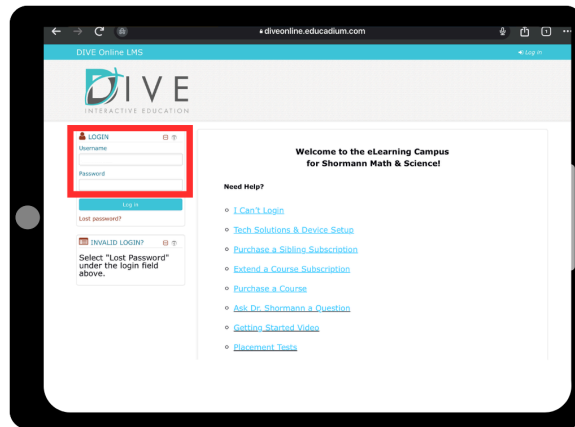 diveonline.educadium.com
DIVE Online LMS
Log in
DIVE
INTERACTIVE EDUCATION
LOGIN
Username
Password
Log in
Lost password?
INVALID LOGIN?
Select "Lost Password"
under the login field
above.
Welcome to the eLearning Campus
for Shormann Math & Science!
Need Help?
I Can't Login
Tech Solutions & Device Setup
Purchase a Sibling Subscription
Extend a Course Subscription
Purchase a Course
Ask Dr. Shormann a Question
Getting Started Video
Placement Tests